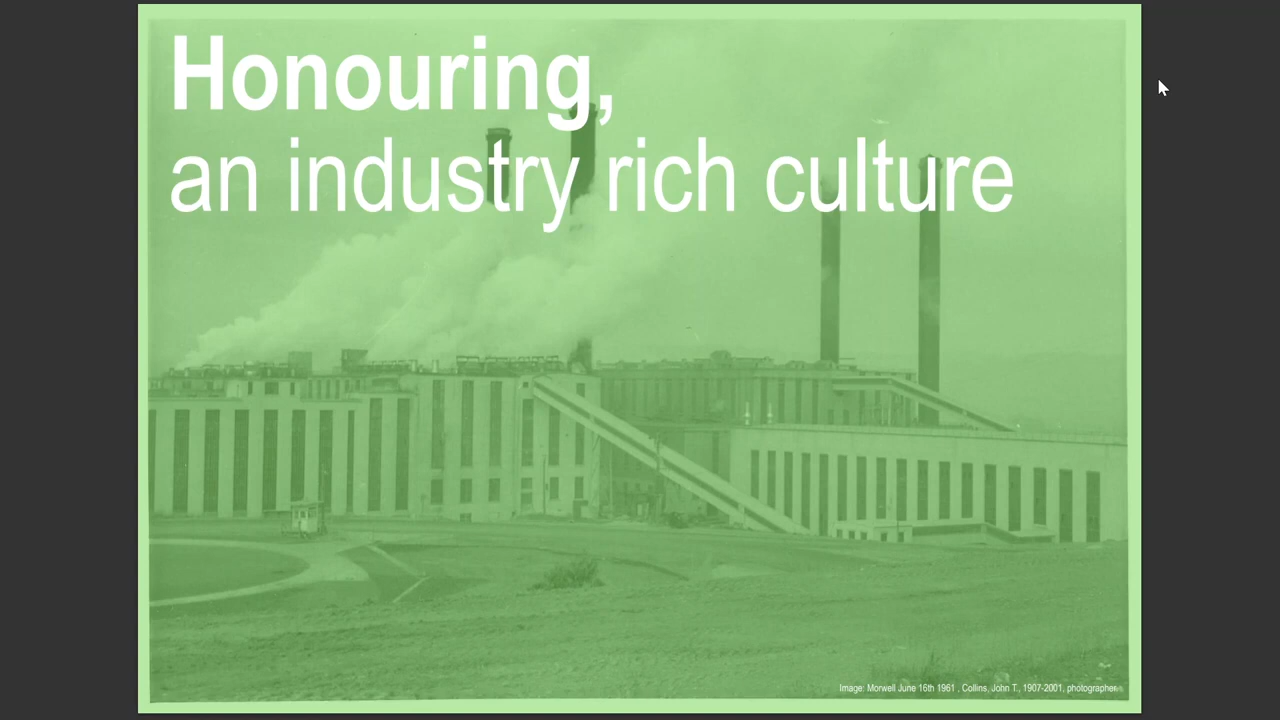 Honouring,
an industry rich culture
Image: Morwell June 16th 1961 , Collins, John T., 1907-2001, photographer.